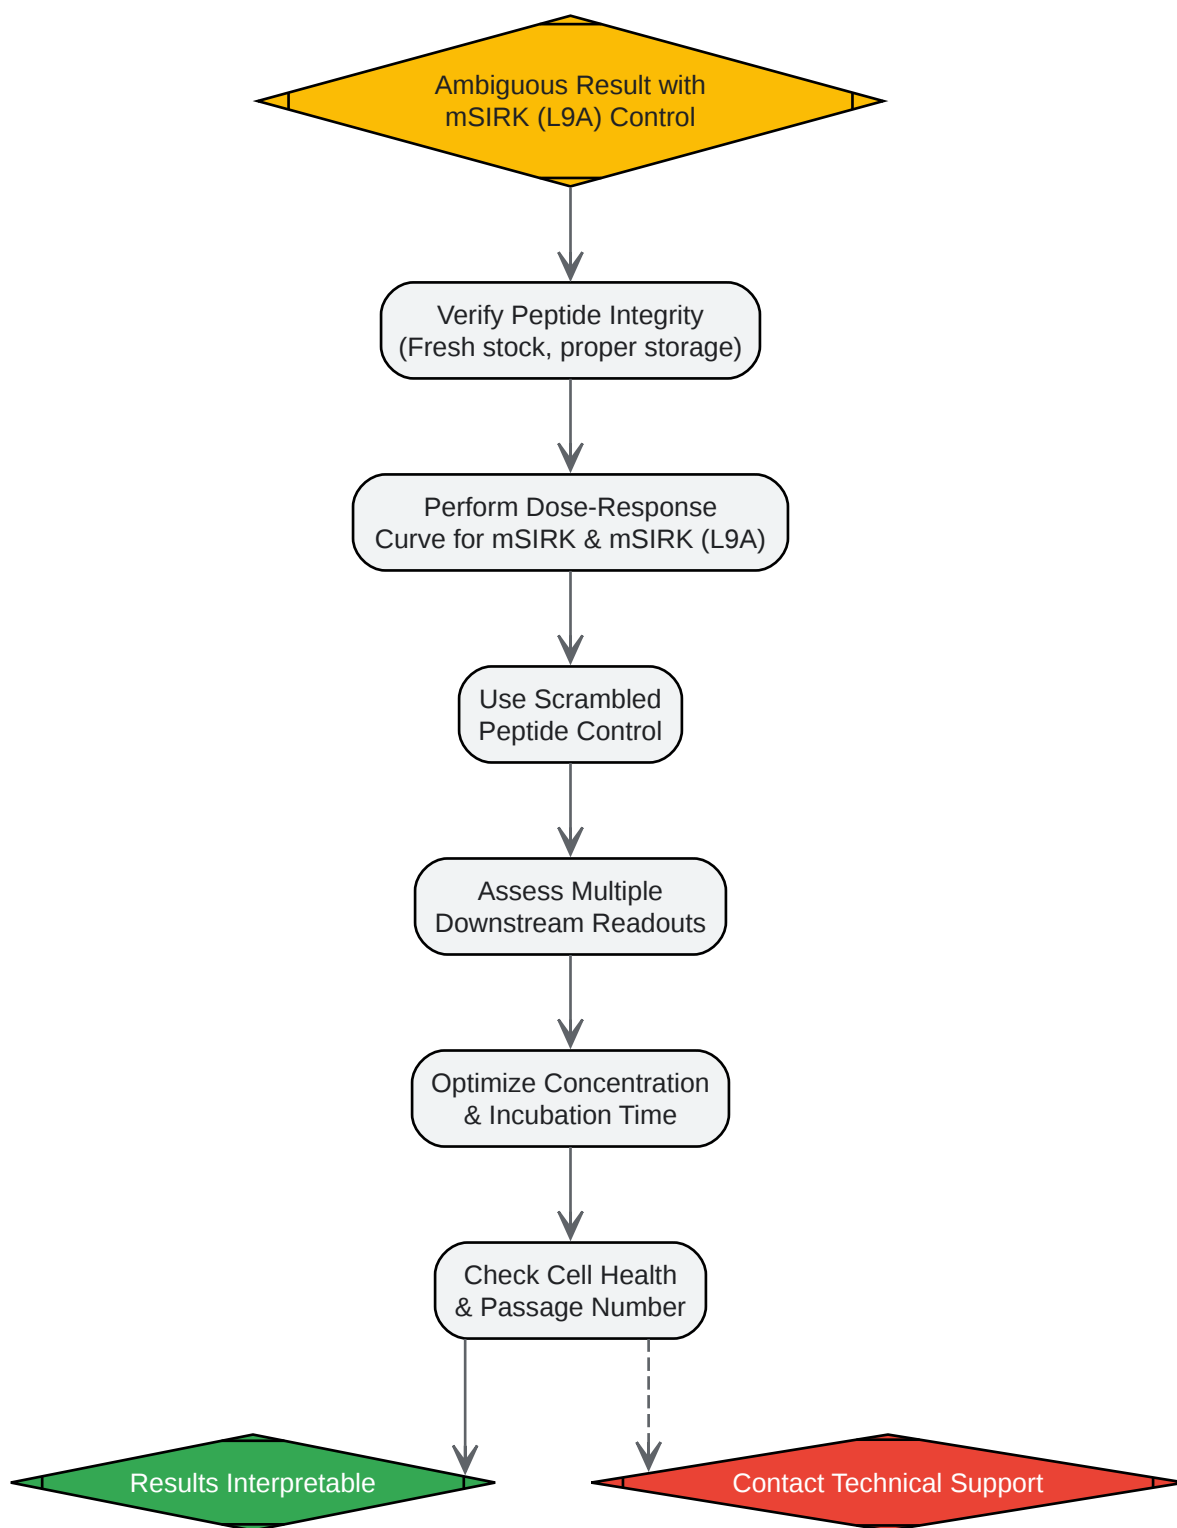 Ambiguous Result with
mSIRK (L9A) Control
Verify Peptide Integrity
(Fresh stock, proper storage)
Perform Dose-Response
Curve for mSIRK & mSIRK (L9A)
Use Scrambled
Peptide Control
Assess Multiple
Downstream Readouts
Optimize Concentration
& Incubation Time
Check Cell Health
& Passage Number
Results Interpretable
Contact Technical Support